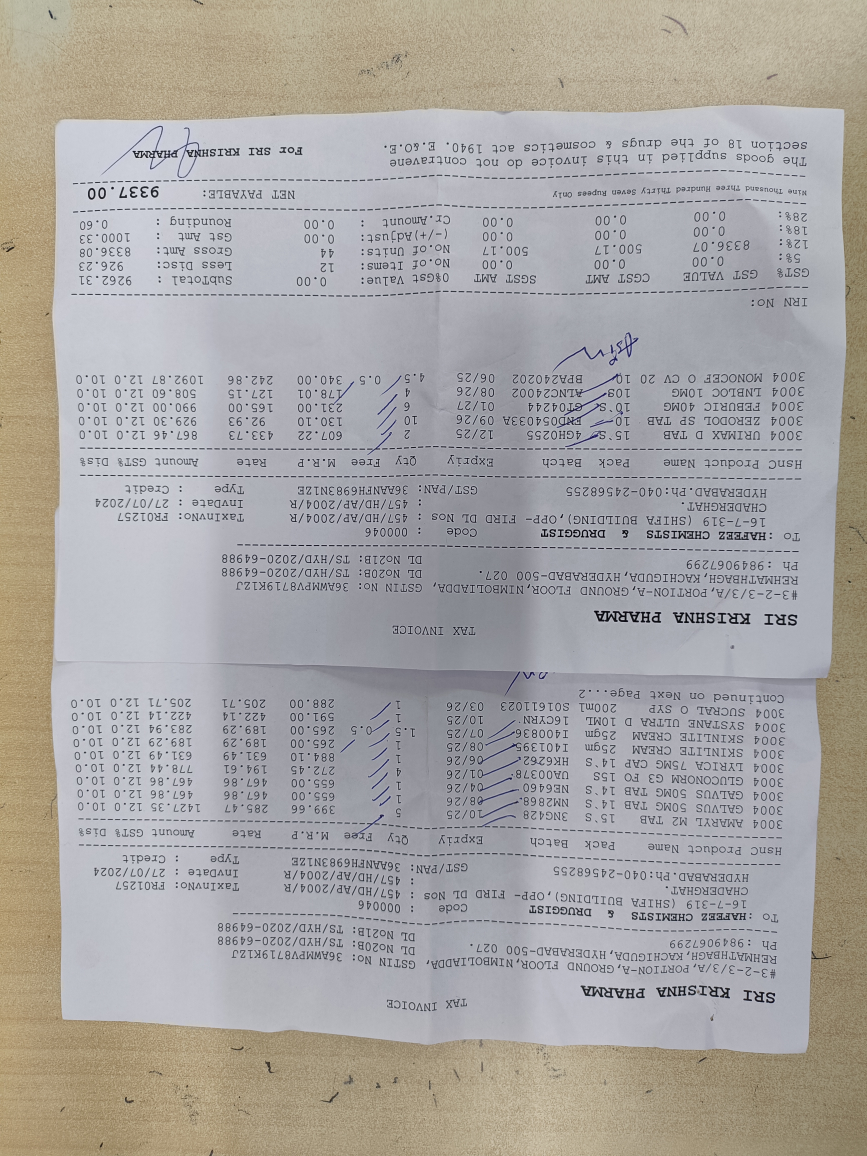 TAX INVOICE
SRI KRISHNA PHARMA
#3-2-3/3/A, PORTION-A, GROUND FLOOR,NIMBOLIADDA, GSTIN No: 36AWMPV8719K1ZJ
REHMATHBAGH, KACHIGUDA, HYDERABAD-500 027. DL No20B: TS/HYD/2020-64988
Ph :9849067299 DL No21B: TS/HYD/2020-64988
To: HAFEEZ CHEMISTS & DRUGGIST Code : 000046
16-7-319 (SHIFA BUILDING),OPP- FIRD DL Nos : 457/HD/AP/2004/R TaxInvNo: FR01257
CHADERGHAT. : 457/HD/AP/2004/R InvDate : 27/07/2024
HYDERABAD.Ph:040-24568255 GST/PAN: 36AANFH6983N1ZE Type : Credit
HsnC Product Name Pack Batch Expriy Qty Free M.R.P Rate Amount GST% Dis%
3004 AMARYL M2 TAB 15`S 3NG4428 10/25 5 399.66 285.47 1427.35 12.0 10.0
3004 GALVUS 50MG TAB 14`S NM2868 08/26 1 655.00 467.86 467.86 12.0 10.0
3004 GALVUS 50MG TAB 14`S NEG460 04/26 1 655.00 467.86 467.86 12.0 10.0
3004 GLUCONORM G3 FO 15S UA00378 01/26 4 272.45 194.61 778.44 12.0 10.0
3004 LYRICA 75MG CAP 14`S HK6262 06/26 1 884.10 631.49 631.49 12.0 10.0
3004 SKINLITE CREAM 25gm I401395 08/25 1 265.00 189.29 189.29 12.0 10.0
3004 SKINLITE CREAM 25gm I400836 07/25 1.5 0.5 265.00 189.29 283.94 12.0 10.0
3004 SYSTANE ULTRA D 10ML 16CYRN 10/25 1 591.00 422.14 422.14 12.0 10.0
3004 SUCRAL O SYP 200ml S01611023 03/26 1 288.00 205.71 205.71 12.0 10.0
Continued on Next Page...2
TAX INVOICE
SRI KRISHNA PHARMA
#3-2-3/3/A, PORTION-A, GROUND FLOOR,NIMBOLIADDA, GSTIN No: 36AWMPV8719K1ZJ
REHMATHBAGH, KACHIGUDA, HYDERABAD-500 027. DL No20B: TS/HYD/2020-64988
Ph :9849067299 DL No21B: TS/HYD/2020-64988
To: HAFEEZ CHEMISTS & DRUGGIST Code : 000046
16-7-319 (SHIFA BUILDING),OPP- FIRD DL Nos : 457/HD/AP/2004/R TaxInvNo: FR01257
CHADERGHAT. : 457/HD/AP/2004/R InvDate : 27/07/2024
HYDERABAD.Ph:040-24568255 GST/PAN: 36AANFH6983N1ZE Type : Credit
HsnC Product Name Pack Batch Expriy Qty Free M.R.P Rate Amount GST% Dis%
3004 URIMAX D TAB 15`S 4GH0255 12/25 2 607.22 433.73 867.46 12.0 10.0
3004 ZERODOL SP TAB 10 END054033A 09/26 10 130.10 92.93 929.30 12.0 10.0
3004 FEBURIC 40MG 10`S GT04244 01/27 6 231.00 165.00 990.00 12.0 10.0
3004 LNBLOC 10MG 10s ALNC24002 08/26 4 178.01 127.15 508.60 12.0 10.0
3004 MONOCEF O CV 20 10 BPA240202 06/25 4.5 0.5 340.00 242.86 1092.87 12.0 10.0
IRN No:
GST% GST VALUE CGST AMT SGST AMT 0%Gst Value: 0.00 SubTotal : 9262.31
5%: 0.00 0.00 0.00 No.of Items: 12 Less Disc: 926.23
12%: 8336.07 500.17 500.17 No.of Units: 44 Gross Amt: 8336.08
18%: 0.00 0.00 0.00 (-/+)Adjust: 0.00 Gst Amt : 1000.33
28%: 0.00 0.00 0.00 Cr.Amount : 0.00 Rounding : 0.60
Nine Thousand Three Hundred Thirty Seven Rupees Only NET PAYABLE: 9337.00
The goods supplied in this invoice do not contravene
section 18 of the drugs & cosmetics act 1940. E.&O.E. For SRI KRISHNA PHARMA